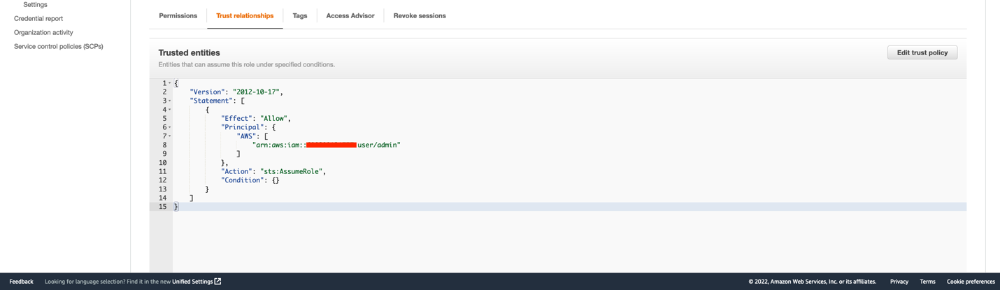 Settings
Credential report
Organization activity
Service control policies (SCPs)
Permissions Trust relationships Tags Access Advisor Revoke sessions
Trusted entities
Edit trust policy
Entities that can assume this role under specified conditions.
1 {
2 "Version": "2012-10-17",
3 "Statement": [
4 {
5 "Effect": "Allow",
6 "Principal": {
7 "AWS": [
8 "arn:aws:iam:: user/admin"
9 ]
10 },
11 "Action": "sts:AssumeRole",
12 "Condition": {}
13 }
14 ]
15 }
Feedback Looking for language selection? Find it in the new Unified Settings © 2022, Amazon Web Services, Inc. or its affiliates. Privacy Terms Cookie preferences